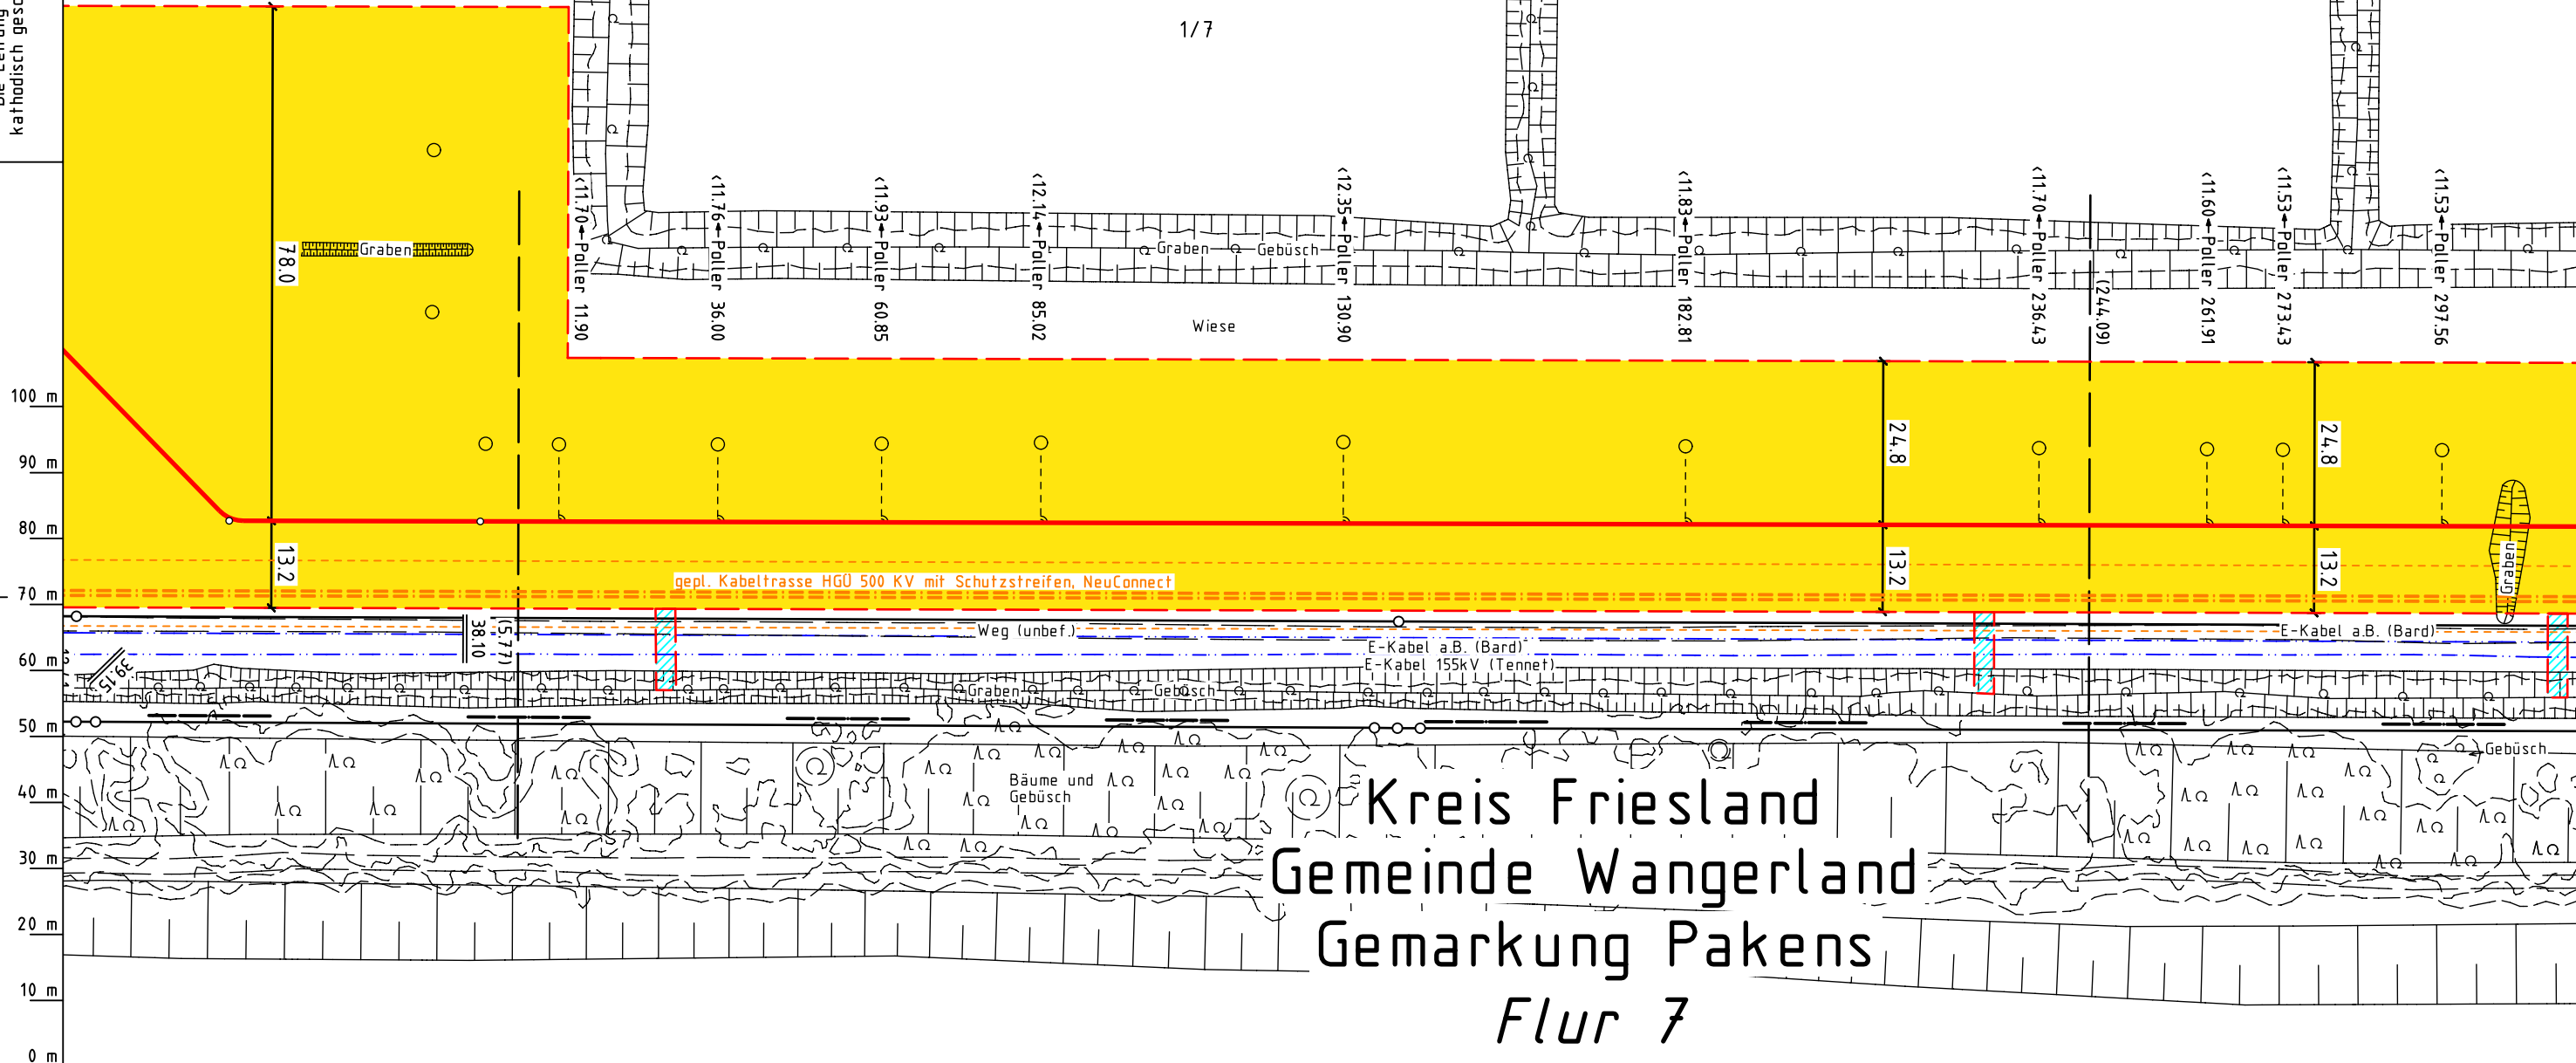 kathodisch
1/7
<11.70 Poller 11.90
<11.76 Poller 36.00
<11.93 Poller 60.85
<12.14 Poller 85.02
<12.35 Poller 130.90
<11.83 Poller 182.81
<11.70 Poller 236.43
(244.09)
<11.60 Poller 261.91
<11.53 Poller 273.43
<11.53 Poller 297.56
78.0
Graben
Graben
Gebüsch
Wiese
100 m
90 m
80 m
70 m
60 m
50 m
40 m
30 m
20 m
10 m
0 m
24.8
24.8
13.2
13.2
13.2
Graben
gepl. Kabeltrasse HGÜ 500 KV mit Schutzstreifen, NeuConnect
38.10
(5.77)
39.15
Weg (unbef.)
E-Kabel a.B. (Bard)
E-Kabel a.B. (Bard)
E-Kabel 155kV (Tennet)
Graben
Gebüsch
Gebüsch
Bäume und
Gebüsch
Kreis Friesland
Gemeinde Wangerland
Gemarkung Pakens
Flur 7